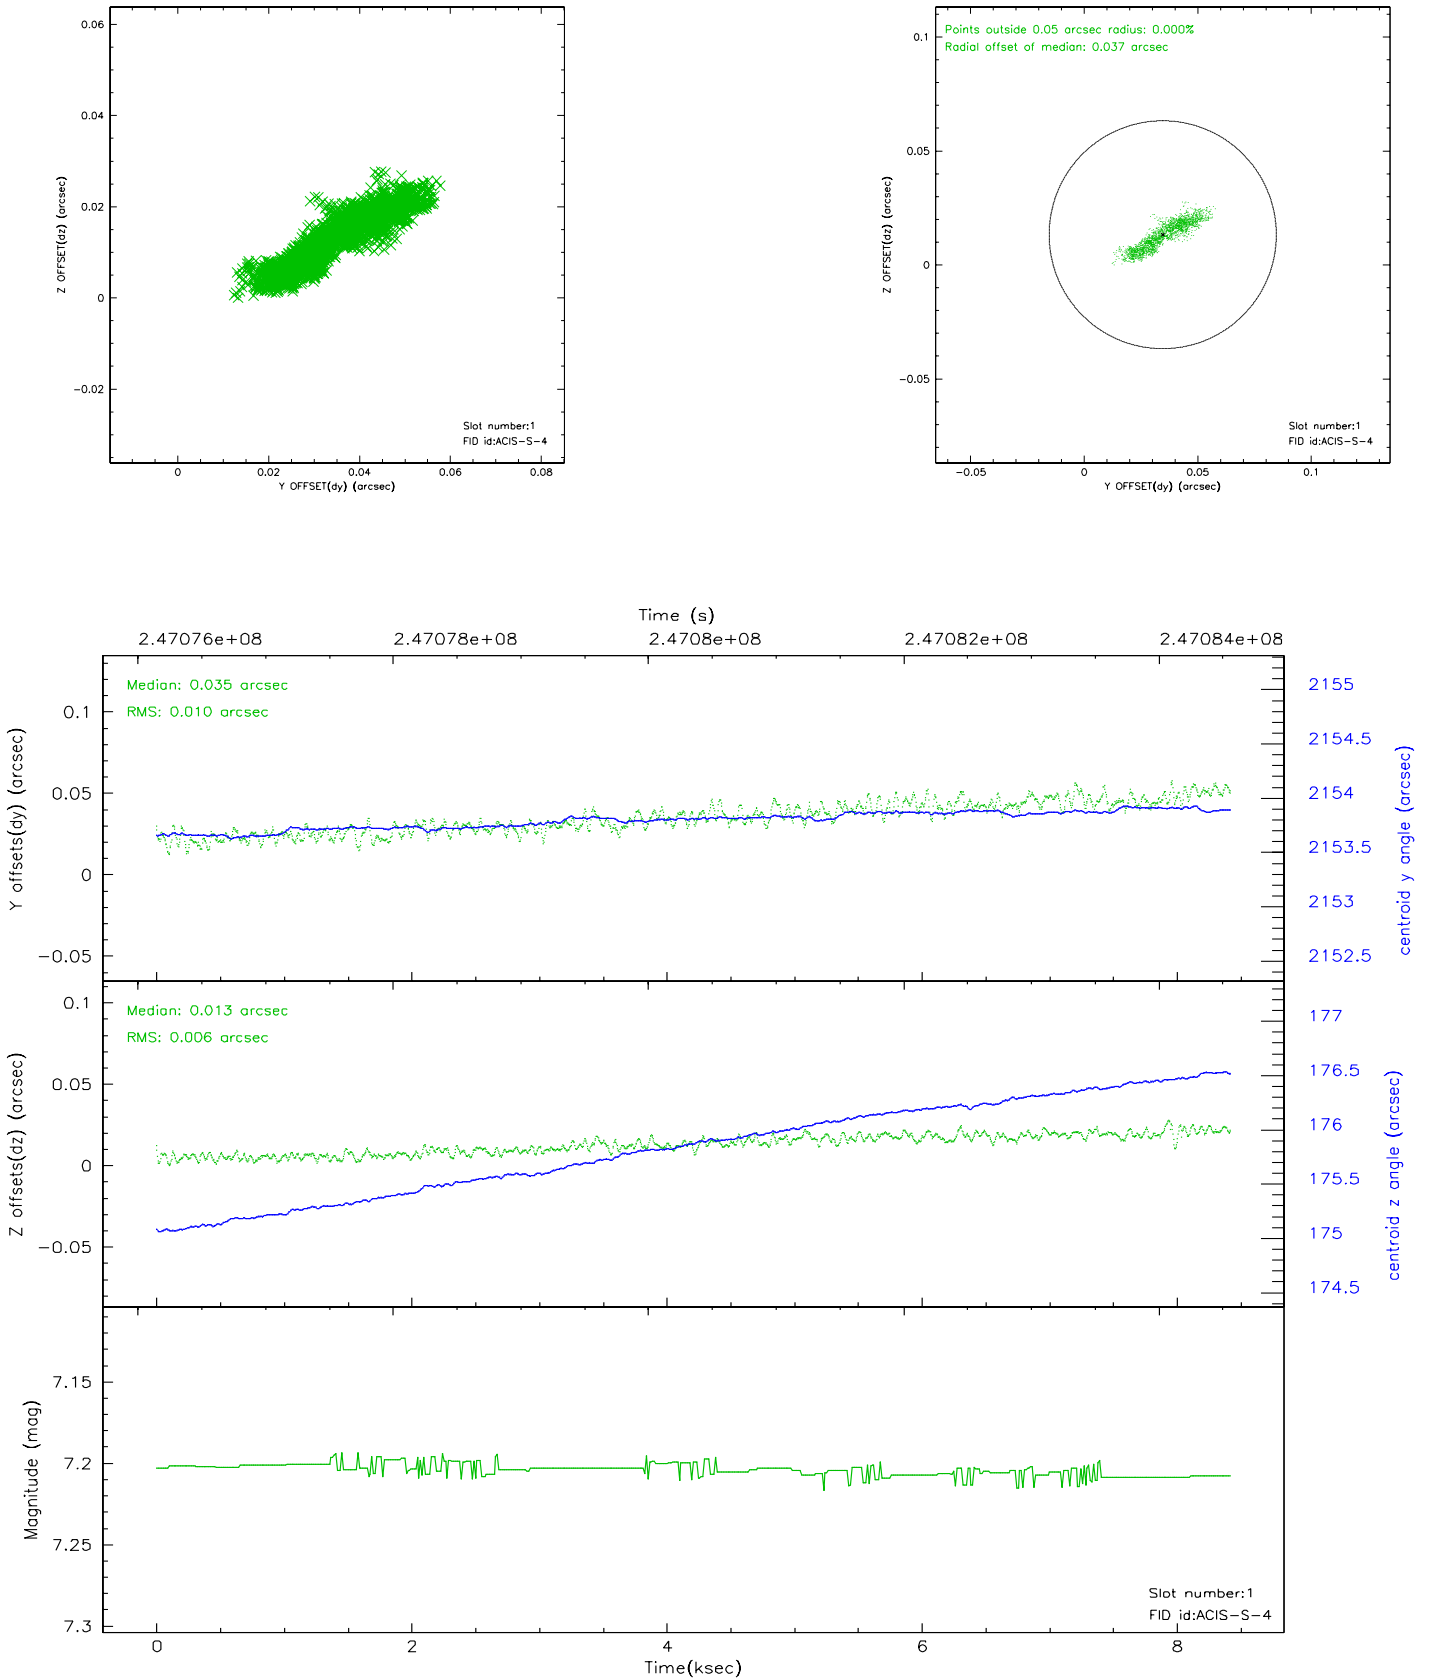 0.06
0.04
0.02
0
−0.02
Z OFFSET(dz) (arcsec)
Slot number:1
FID id:ACIS−S−4
0
0.02
0.04
0.06
0.08
Y OFFSET(dy) (arcsec)
Points outside 0.05 arcsec radius: 0.000%
Radial offset of median: 0.037 arcsec
0.1
0.05
0
−0.05
Z OFFSET(dz) (arcsec)
Slot number:1
FID id:ACIS−S−4
−0.05
0
0.05
0.1
Y OFFSET(dy) (arcsec)
Time (s)
2.47076e+08
2.47078e+08
2.4708e+08
2.47082e+08
2.47084e+08
Median: 0.035 arcsec
RMS: 0.010 arcsec
0.1
0.05
0
−0.05
Y offsets(dy) (arcsec)
2155
2154.5
2154
2153.5
2153
2152.5
centroid y angle (arcsec)
Median: 0.013 arcsec
RMS: 0.006 arcsec
0.1
0.05
0
−0.05
Z offsets(dz) (arcsec)
177
176.5
176
175.5
175
174.5
centroid z angle (arcsec)
7.15
7.2
7.25
7.3
Magnitude (mag)
Slot number:1
FID id:ACIS−S−4
0
2
4
6
8
Time(ksec)